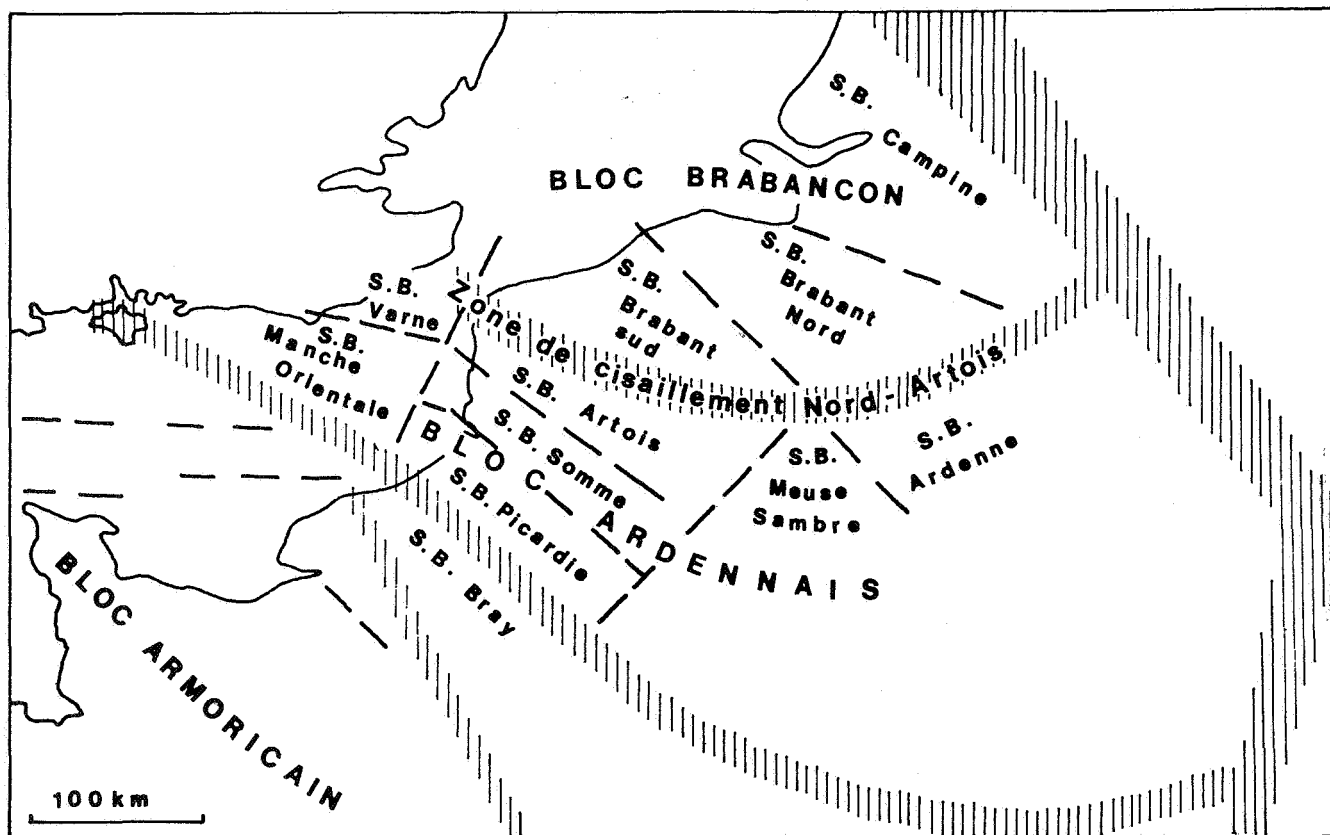 S.B.
Campine
BLOC BRABANCON
S.B.
Brabant
Nord
S.B.
Brabant
sud
S.B.
Varne
Zone de Cisaillement Nord-Artois
S.B.
Manche
Orientale
S.B.
Artois
S.B. Somme
S.B. Picardie
S.B. Bray
BLOC ARDENNAIS
S.B.
Meuse
Sambre
S.B.
Ardenne
BLOC ARMORICAIN
100 km